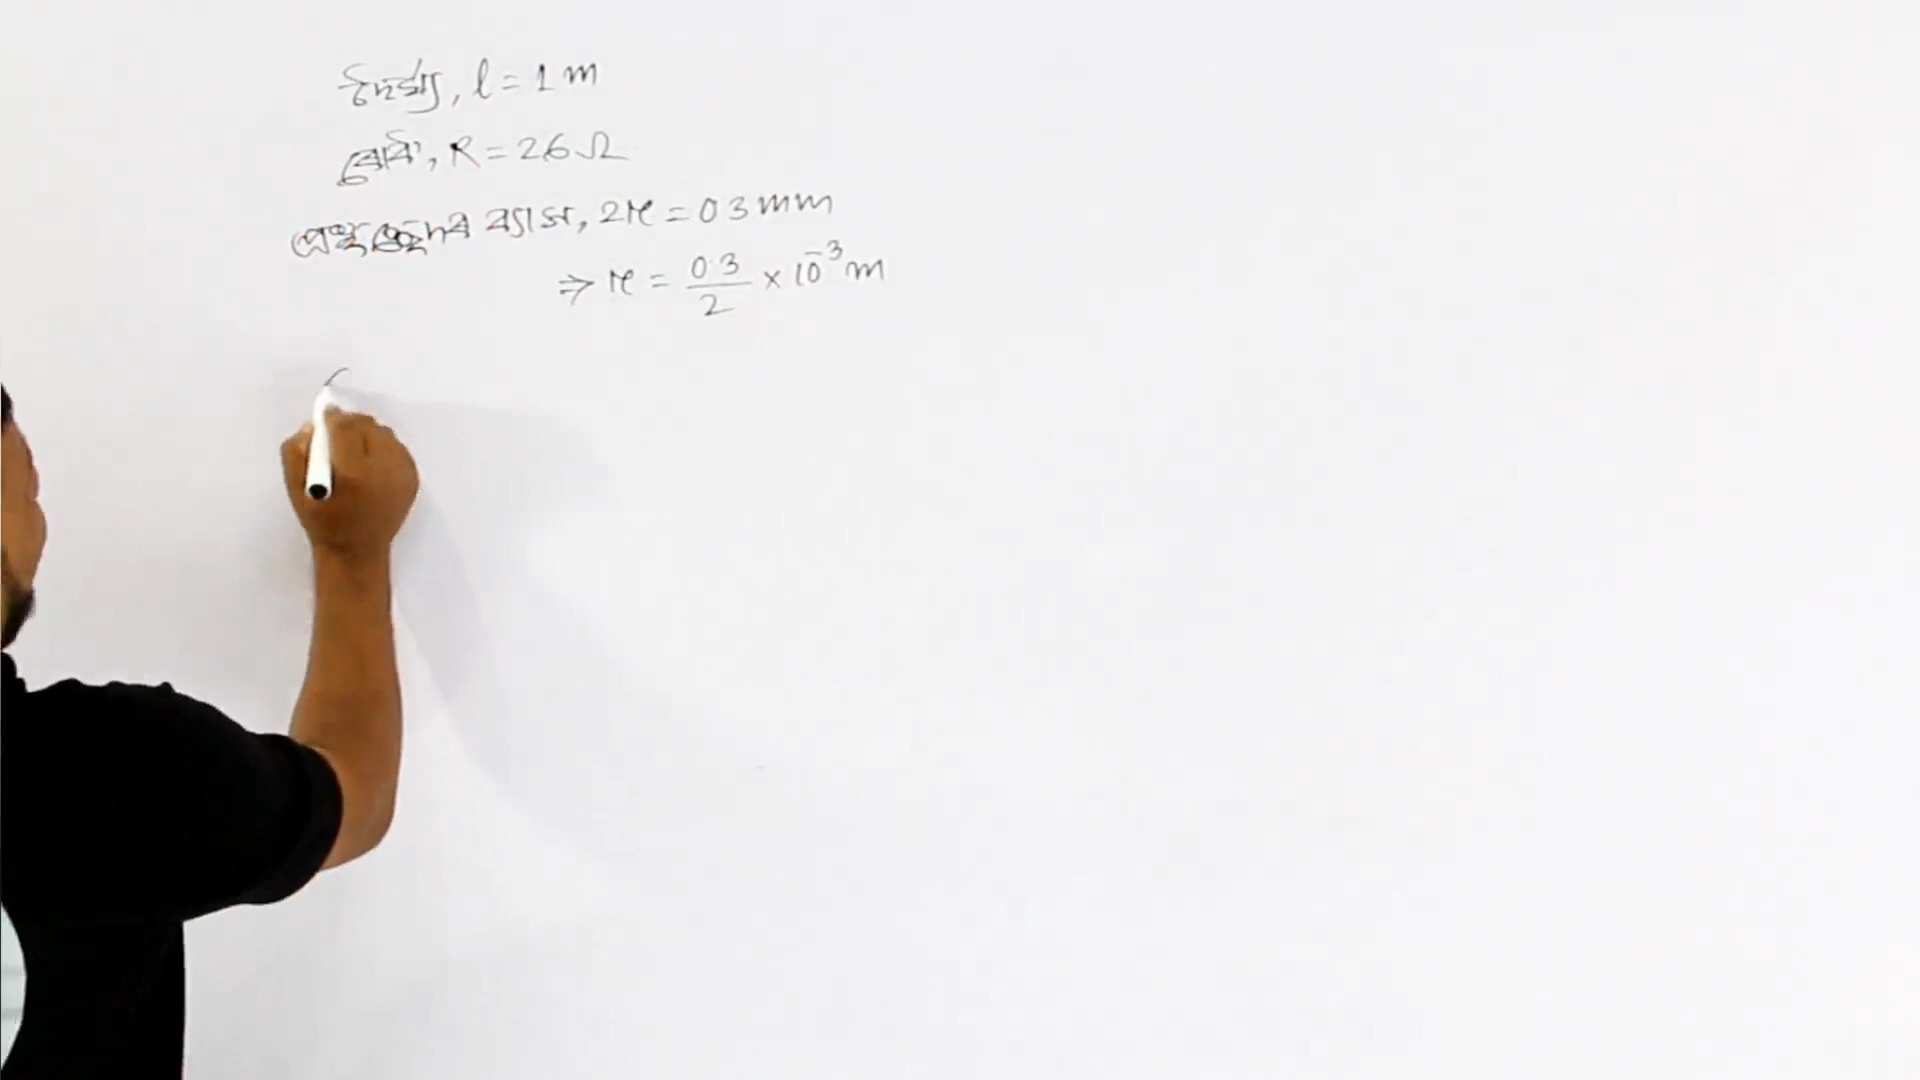 দৈর্ঘ্য, l = 1 m
রোধ, R = 26 Ω
প্রস্থচ্ছেদের ব্যাস, 2r = 0.3 mm
⇒ r = 0.3/2 × 10⁻³ m